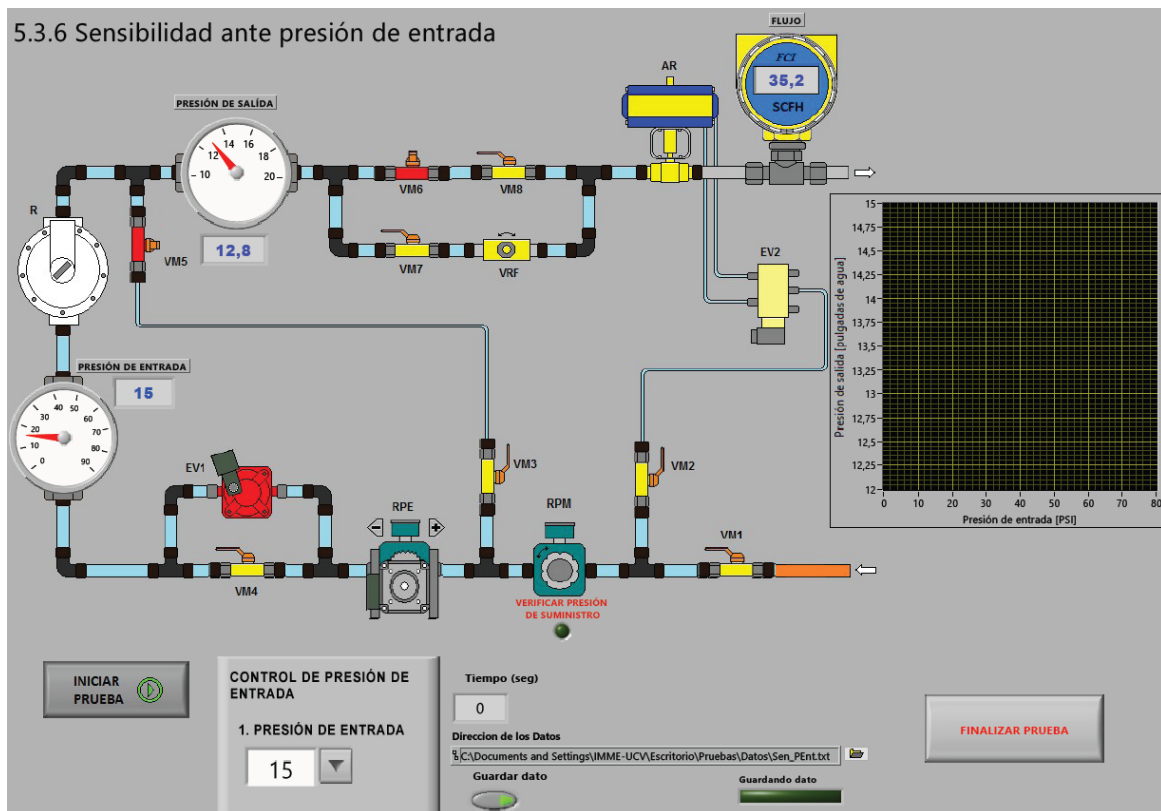 5.3.6 Sensibilidad ante presión de entrada
FLUJO
FCI
35,2
SCFH
AR
PRESIÓN DE SALÍDA
10
12
14
16
18
20
12,8
VM6
VM8
VM7
VRF
R
VM5
EV2
PRESIÓN DE ENTRADA
15
0
10
20
30
40
50
60
70
80
90
EV1
VM4
RPE
VM3
RPM
VM2
VM1
VERIFICAR PRESIÓN
DE SUMINISTRO
Presión de salida [pulgadas de agua]
15
14,75
14,5
14,25
14
13,75
13,5
13,25
13
12,75
12,5
12,25
12
0 10 20 30 40 50 60 70 80
Presión de entrada [PSI]
INICIAR
PRUEBA
CONTROL DE PRESIÓN DE
ENTRADA
1. PRESIÓN DE ENTRADA
15
Tiempo (seg)
0
Direccion de los Datos
C:\Documents and Settings\IMME-UCV\Escritorio\Pruebas\Datos\Sen_PEnt.txt
Guardar dato
Guardando dato
FINALIZAR PRUEBA